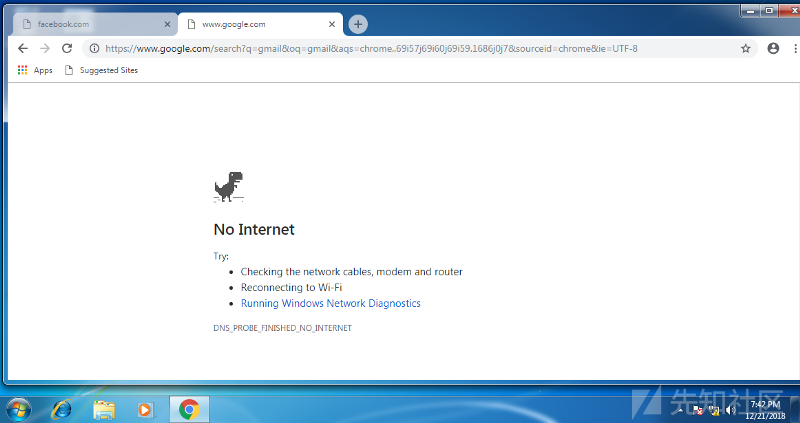 facebook.com
www.google.com
https://www.google.com/search?q=gmail&oq=gmail&aqs=chrome..69i57j69i60j69i59.1686j0j7&sourceid=chrome&ie=UTF-8
Apps
Suggested Sites
No Internet
Try:
Checking the network cables, modem and router
Reconnecting to Wi-Fi
Running Windows Network Diagnostics
DNS_PROBE_FINISHED_NO_INTERNET
先知社区
7:42 PM
12/21/2018